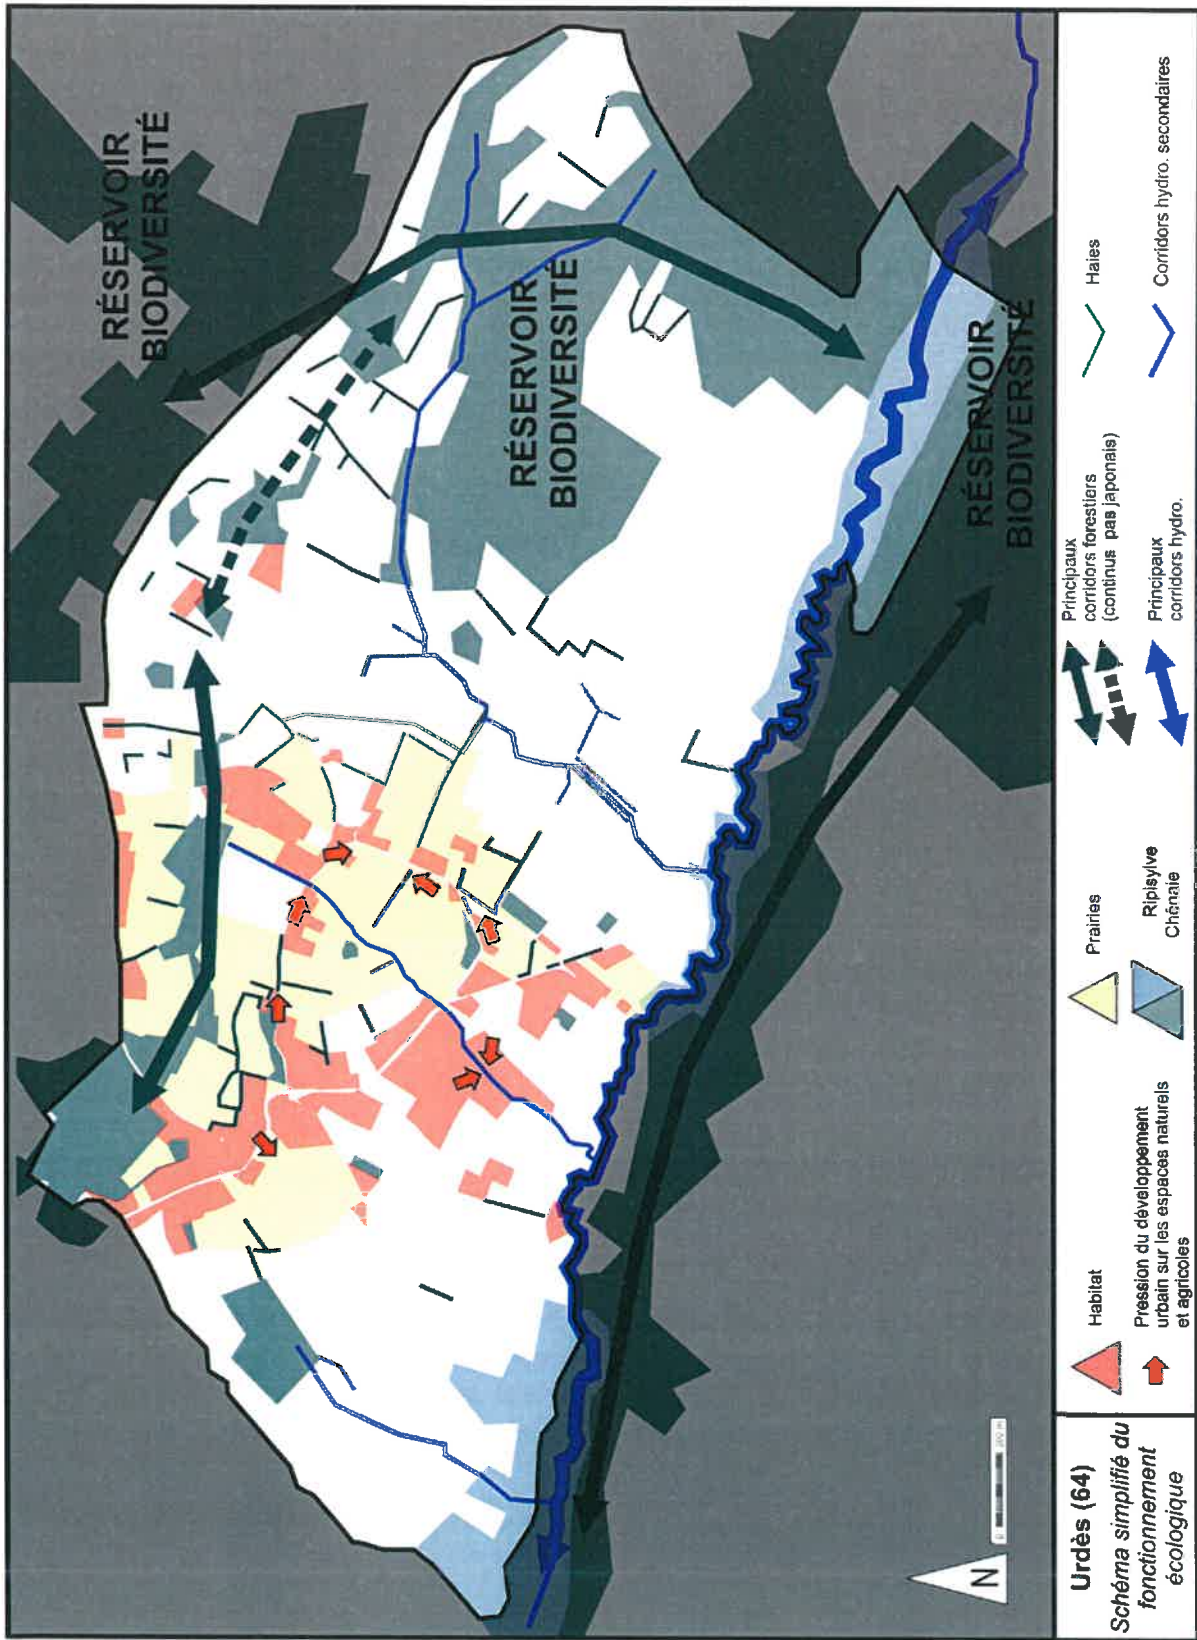 RÉSERVOIR
BIODIVERSITÉ
RÉSERVOIR
BIODIVERSITÉ
RÉSERVOIR
BIODIVERSITÉ
N
0
200 m
Urdès (64)
Schéma simplifié du
fonctionnement
écologique
Habitat
Pression du développement
urbain sur les espaces naturels
et agricoles
Prairies
Ripisylve
Chênaie
Principaux
corridors forestiers
(continus pas japonais)
Principaux
corridors hydro.
Haies
Corridors hydro. secondaires